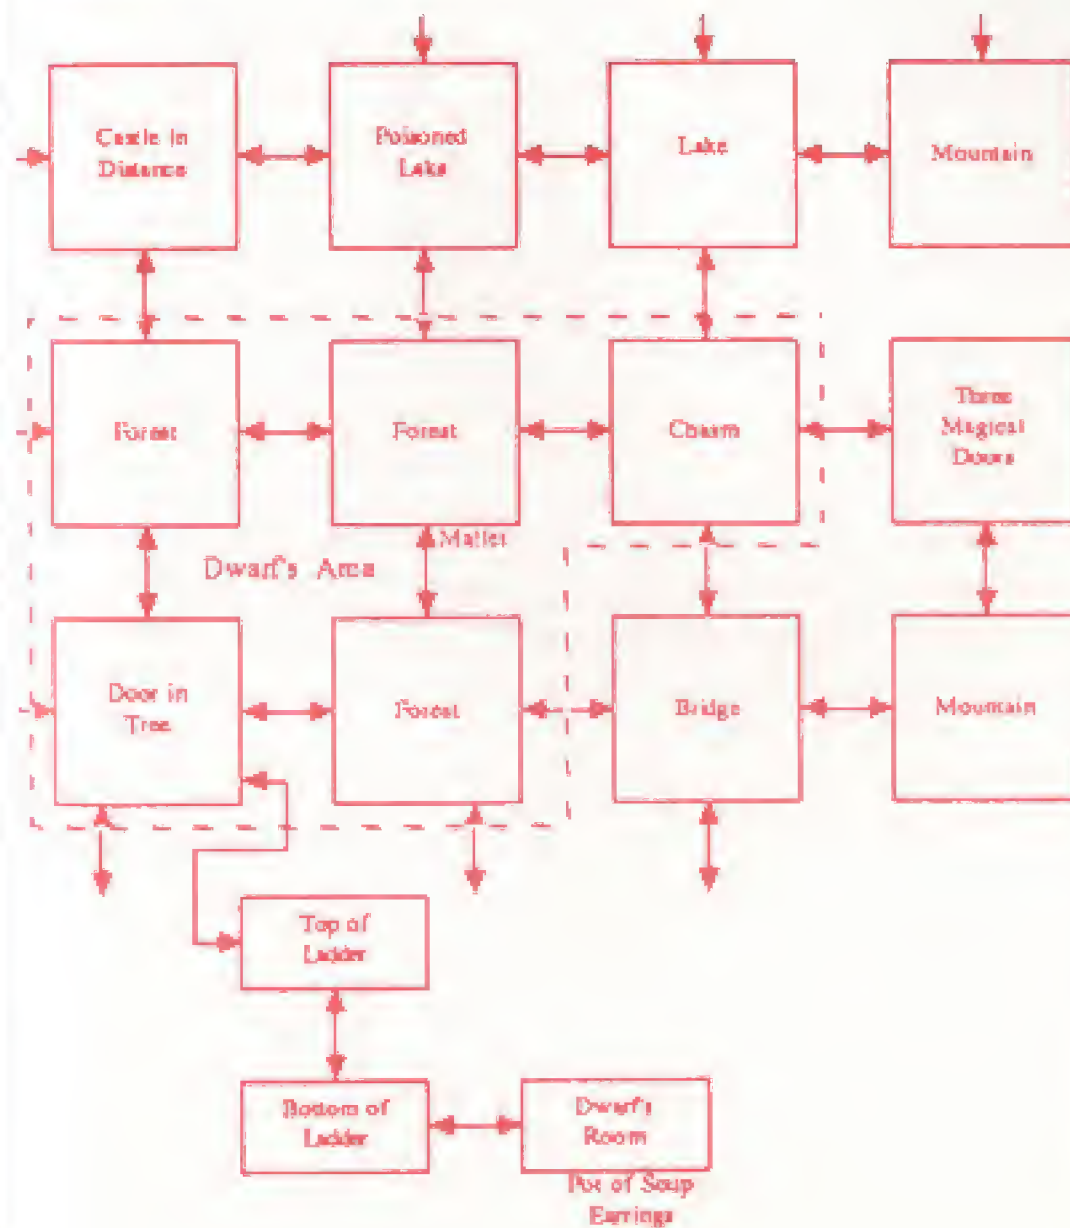 Castle In
Distance
Poisoned
Lake
Lake
Mountain
Forest
Forest
Chasm
Three
Magical
Doors
Mallet
Dwarf's Area
Door in
Tree
Forest
Bridge
Mountain
Top of
Ladder
Bottom of
Ladder
Dwarf's
Room
Pot of Soup
Earrings